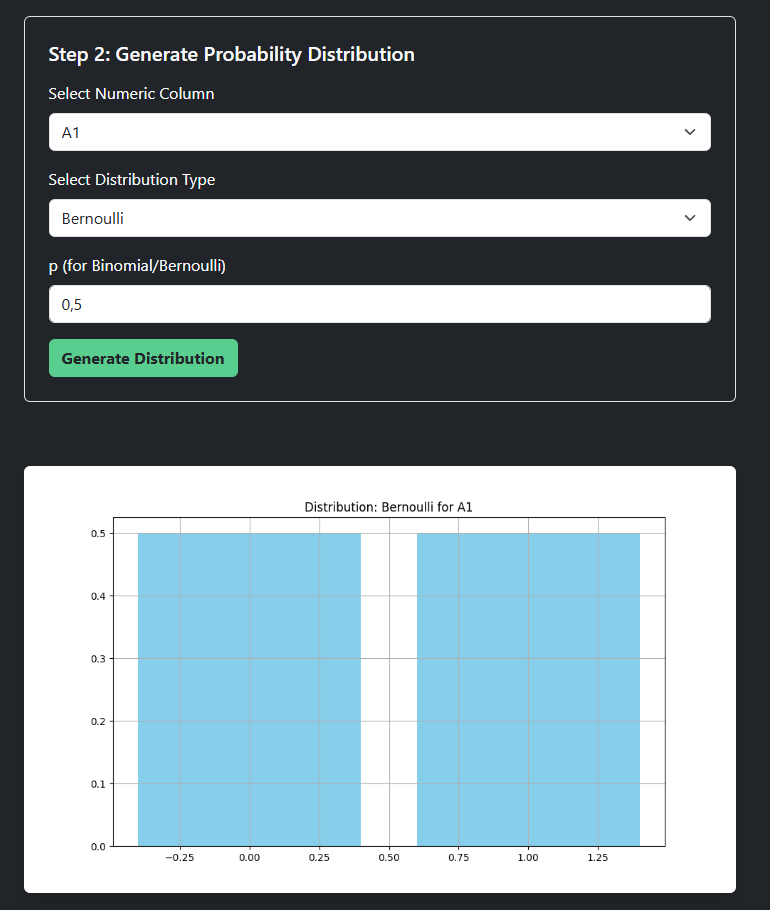 Step 2: Generate Probability Distribution
Select Numeric Column
A1
Select Distribution Type
Bernoulli
p (for Binomial/Bernoulli)
0,5
Generate Distribution
Distribution: Bernoulli for A1
0.5
0.4
0.3
0.2
0.1
0.0
−0.25 0.00 0.25 0.50 0.75 1.00 1.25